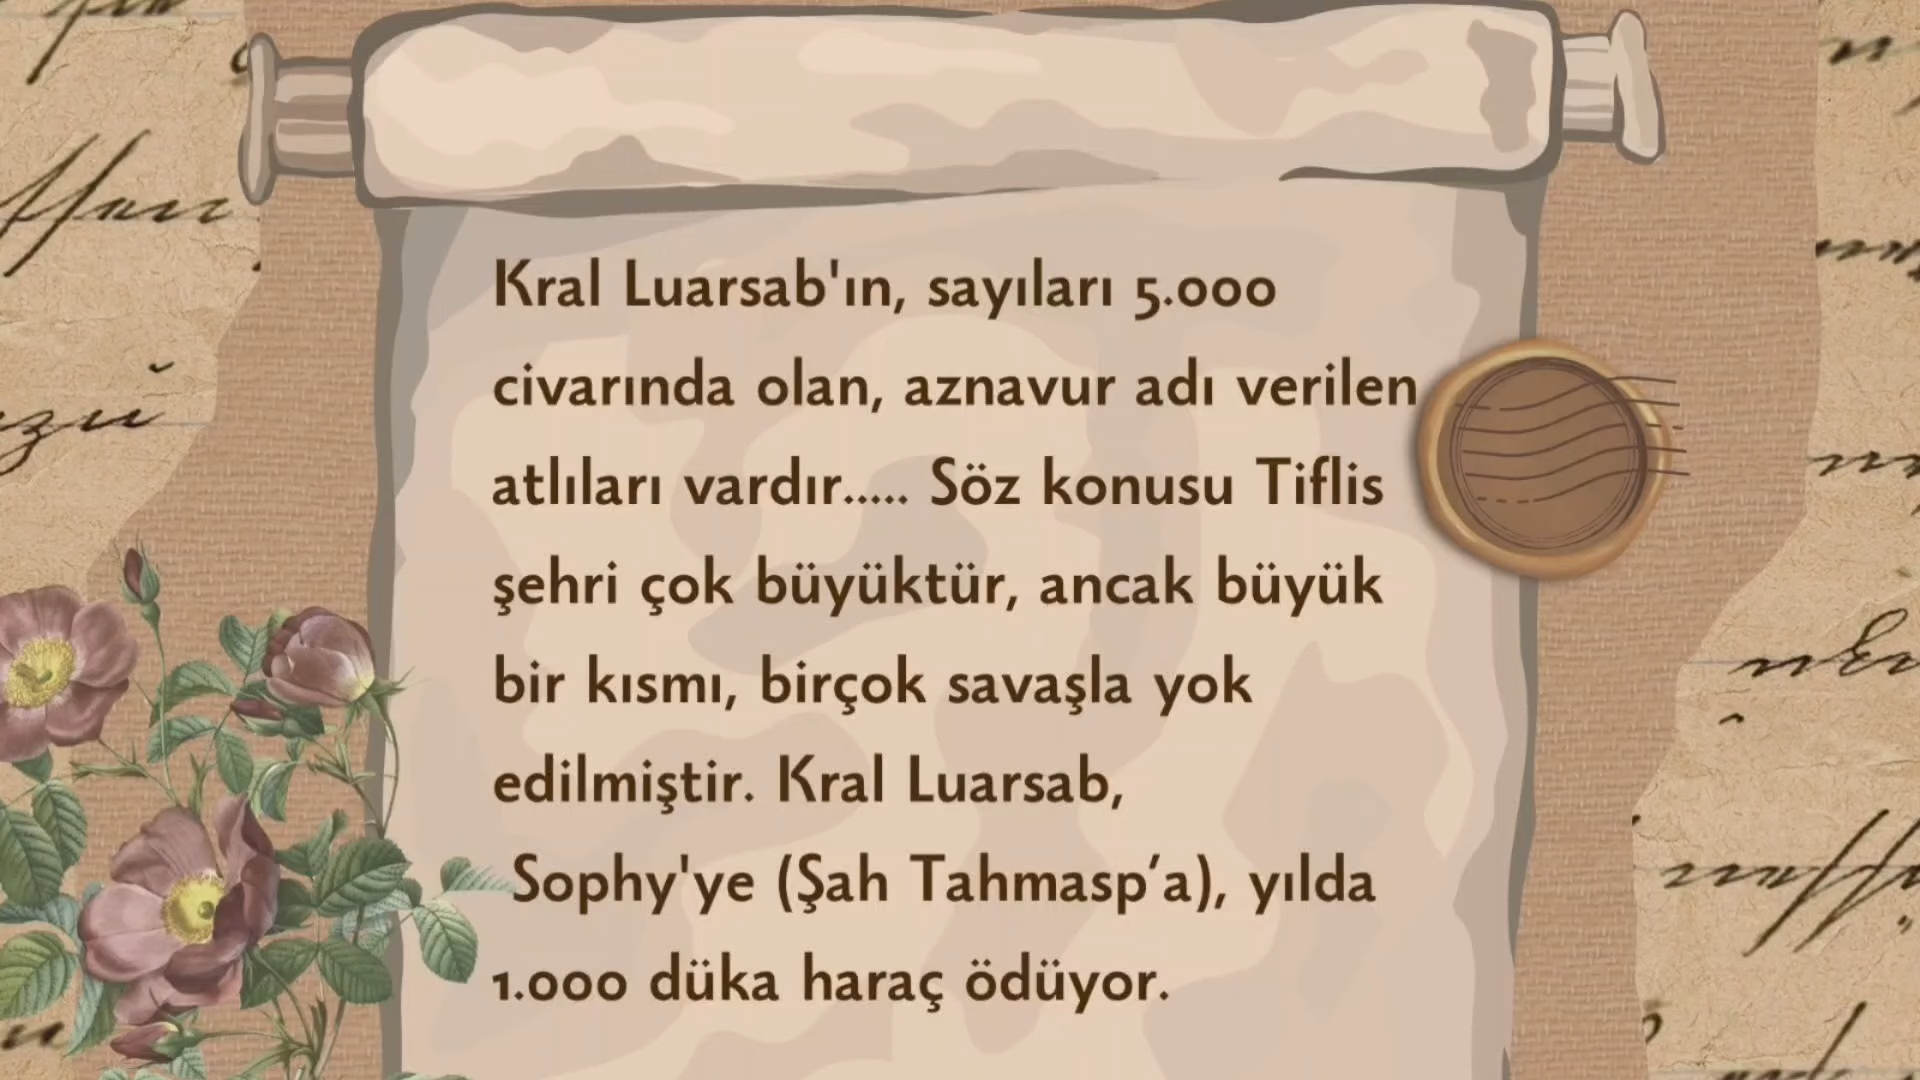 Kral Luarsab'ın, sayıları 5.000
civarında olan, aznavur adı verilen
atlıları vardır..... Söz konusu Tiflis
şehri çok büyüktür, ancak büyük
bir kısmı, birçok savaşla yok
edilmiştir. Kral Luarsab,
Sophy'ye (Şah Tahmasp’a), yılda
1.000 düka haraç ödüyor.